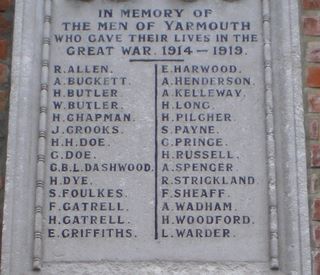 IN MEMORY OF
THE MEN OF YARMOUTH
WHO GAVE THEIR LIVES IN THE
GREAT WAR. 1914 — 1919.
R. ALLEN.
A. BUCKETT.
H. BUTLER.
W. BUTLER.
H. CHAPMAN.
J. CROOKS.
H. H. DOE.
G. DOE.
G. B. L. DASHWOOD.
H. DYE.
S. FOULKES.
F. GATRELL.
H. GATRELL.
E. GRIFFITHS.
E. HARWOOD.
A. HENDERSON.
A. KELLEWAY.
H. LONG.
H. PILCHER.
S. PAYNE.
C. PRINGE.
H. RUSSELL.
A. SPENCER.
R. STRICKLAND.
F. SHEAFF.
A. WADHAM.
H. WOODFORD.
L. WARDER.